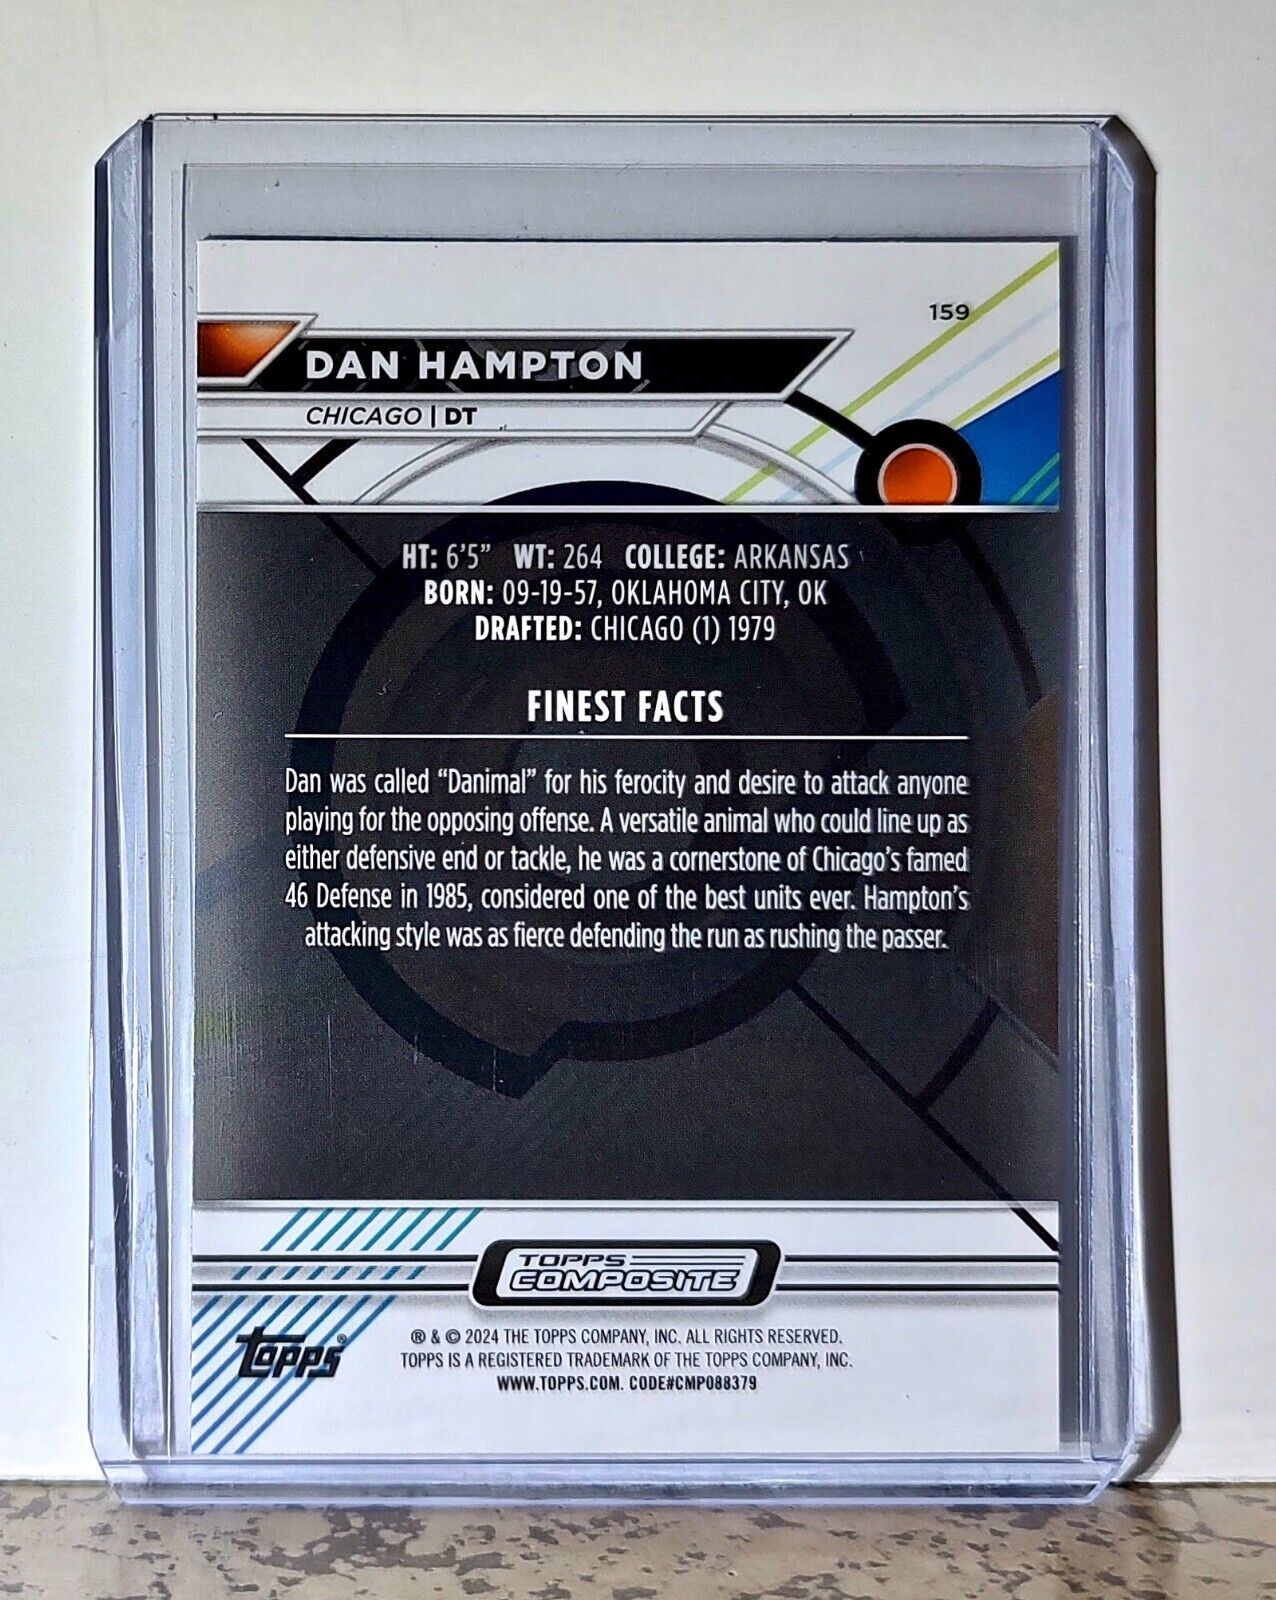 159
DAN HAMPTON
CHICAGO | DT
HT: 6’5” WT: 264 COLLEGE: ARKANSAS
BORN: 09-19-57, OKLAHOMA CITY, OK
DRAFTED: CHICAGO (1) 1979
FINEST FACTS
Dan was called “Danimal” for his ferocity and desire to attack anyone
playing for the opposing offense. A versatile animal who could line up as
either defensive end or tackle, he was a cornerstone of Chicago’s famed
46 Defense in 1985, considered one of the best units ever. Hampton’s
attacking style was as fierce defending the run as rushing the passer.
TOPPS
COMPOSITE
topps®
® & © 2024 THE TOPPS COMPANY, INC. ALL RIGHTS RESERVED.
TOPPS IS A REGISTERED TRADEMARK OF THE TOPPS COMPANY, INC.
WWW.TOPPS.COM. CODE#CMP088379